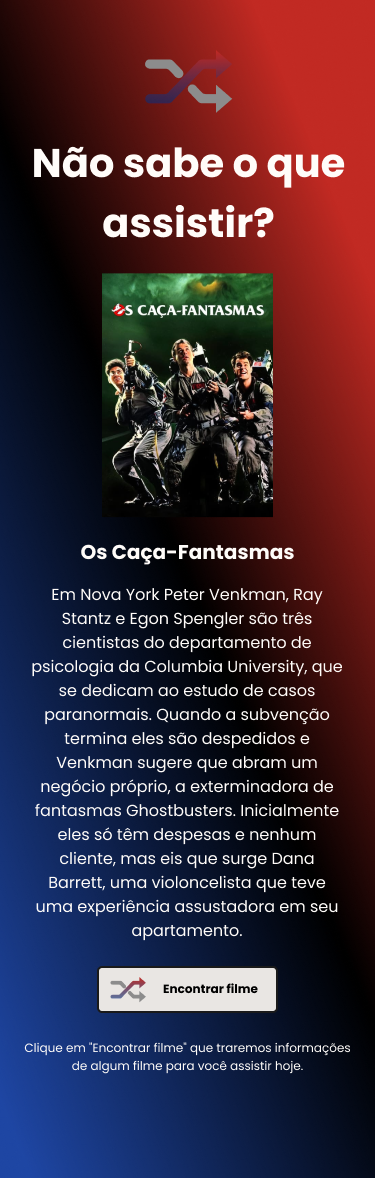 Não sabe o que
assistir?
OS CAÇA-FANTASMAS
Os Caça-Fantasmas
Em Nova York Peter Venkman, Ray
Stantz e Egon Spengler são três
cientistas do departamento de
psicologia da Columbia University, que
se dedicam ao estudo de casos
paranormais. Quando a subvenção
termina eles são despedidos e
Venkman sugere que abram um
negócio próprio, a exterminadora de
fantasmas Ghostbusters. Inicialmente
eles só têm despesas e nenhum
cliente, mas eis que surge Dana
Barrett, uma violoncelista que teve
uma experiência assustadora em seu
apartamento.
Encontrar filme
Clique em "Encontrar filme" que traremos informações
de algum filme para você assistir hoje.